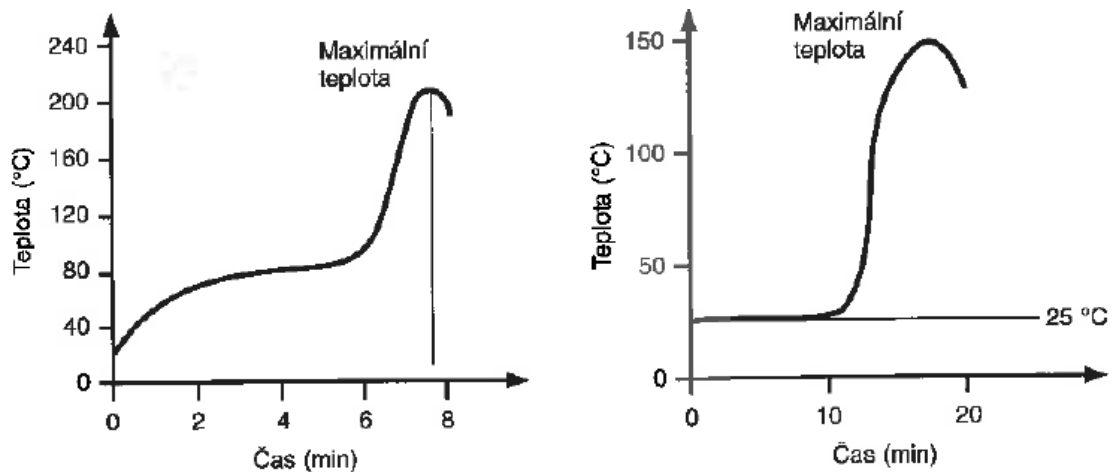 240
200
160
120
80
40
0
Teplota (°C)
Maximální
teplota
0
2
4
6
8
Čas (min)
150
100
50
0
Teplota (°C)
Maximální
teplota
25 °C
0
10
20
Čas (min)